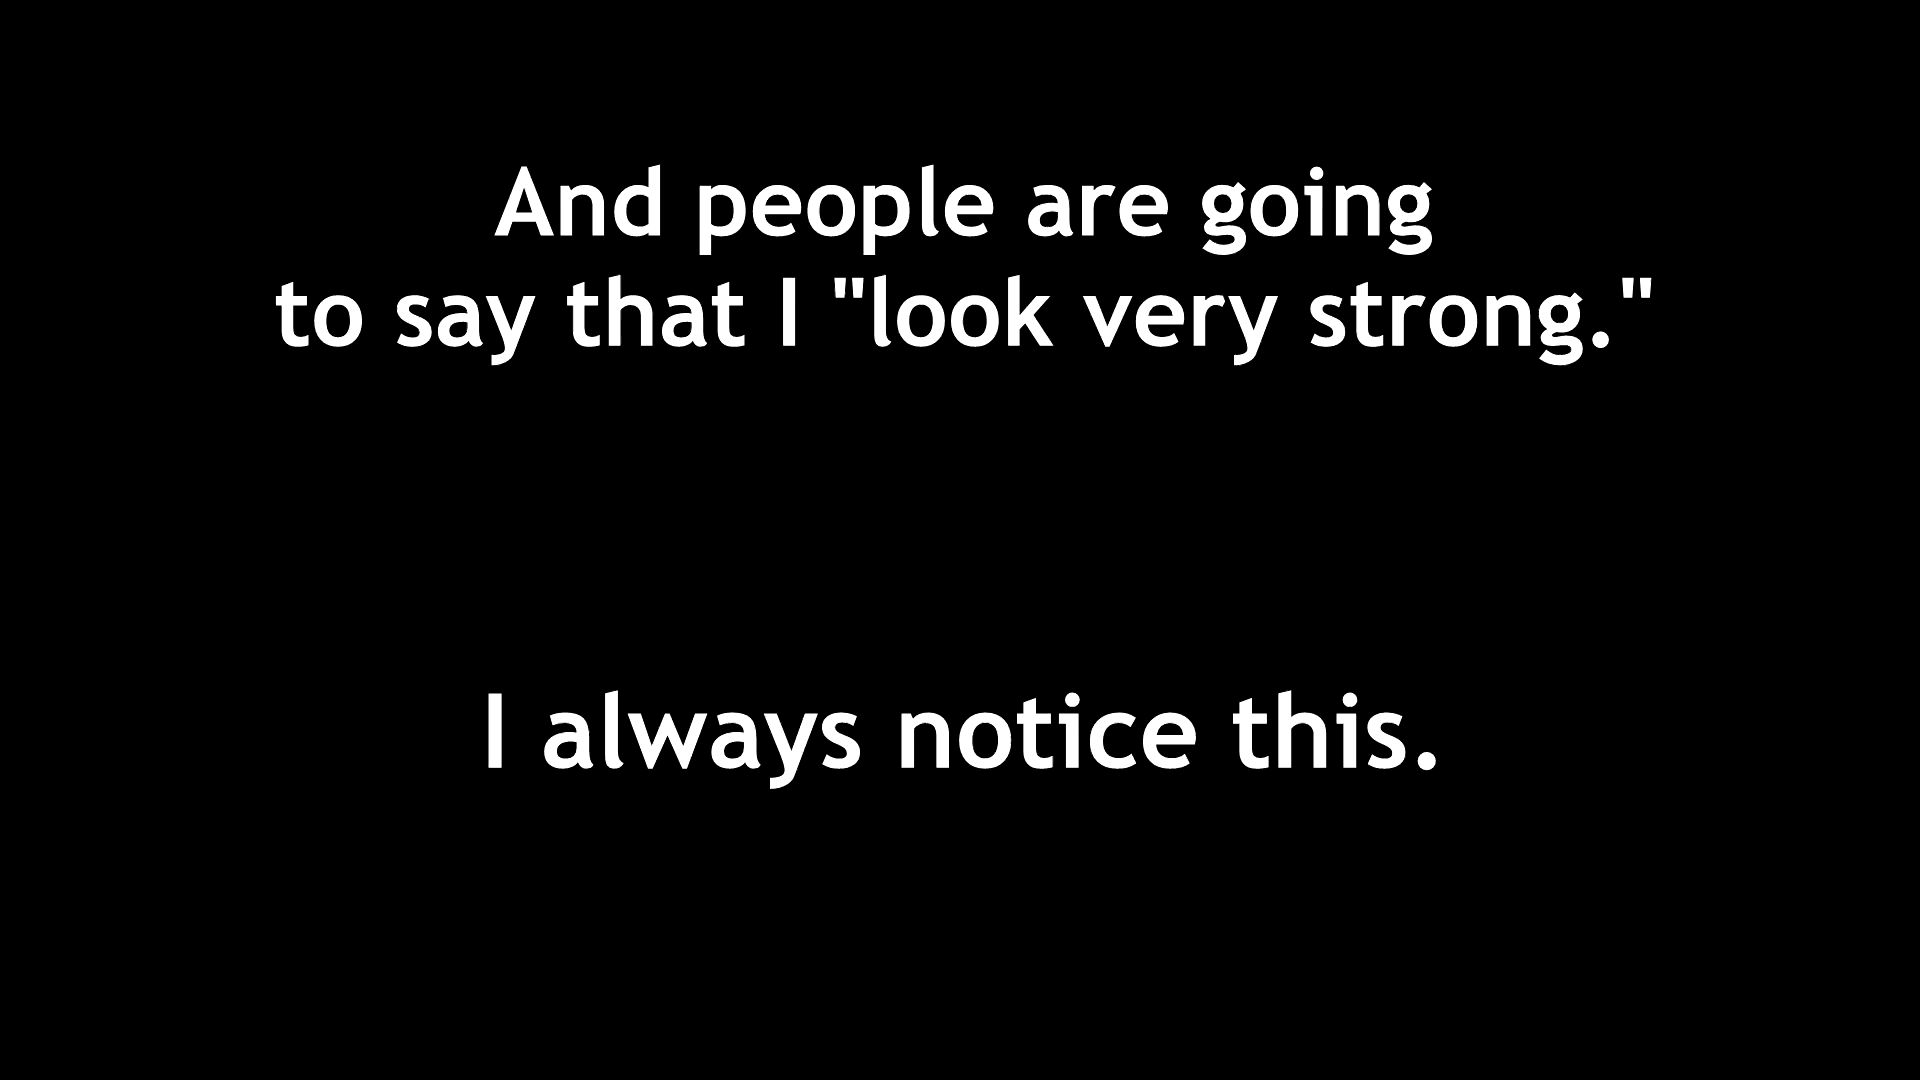 And people are going
to say that I "look very strong."
I always notice this.